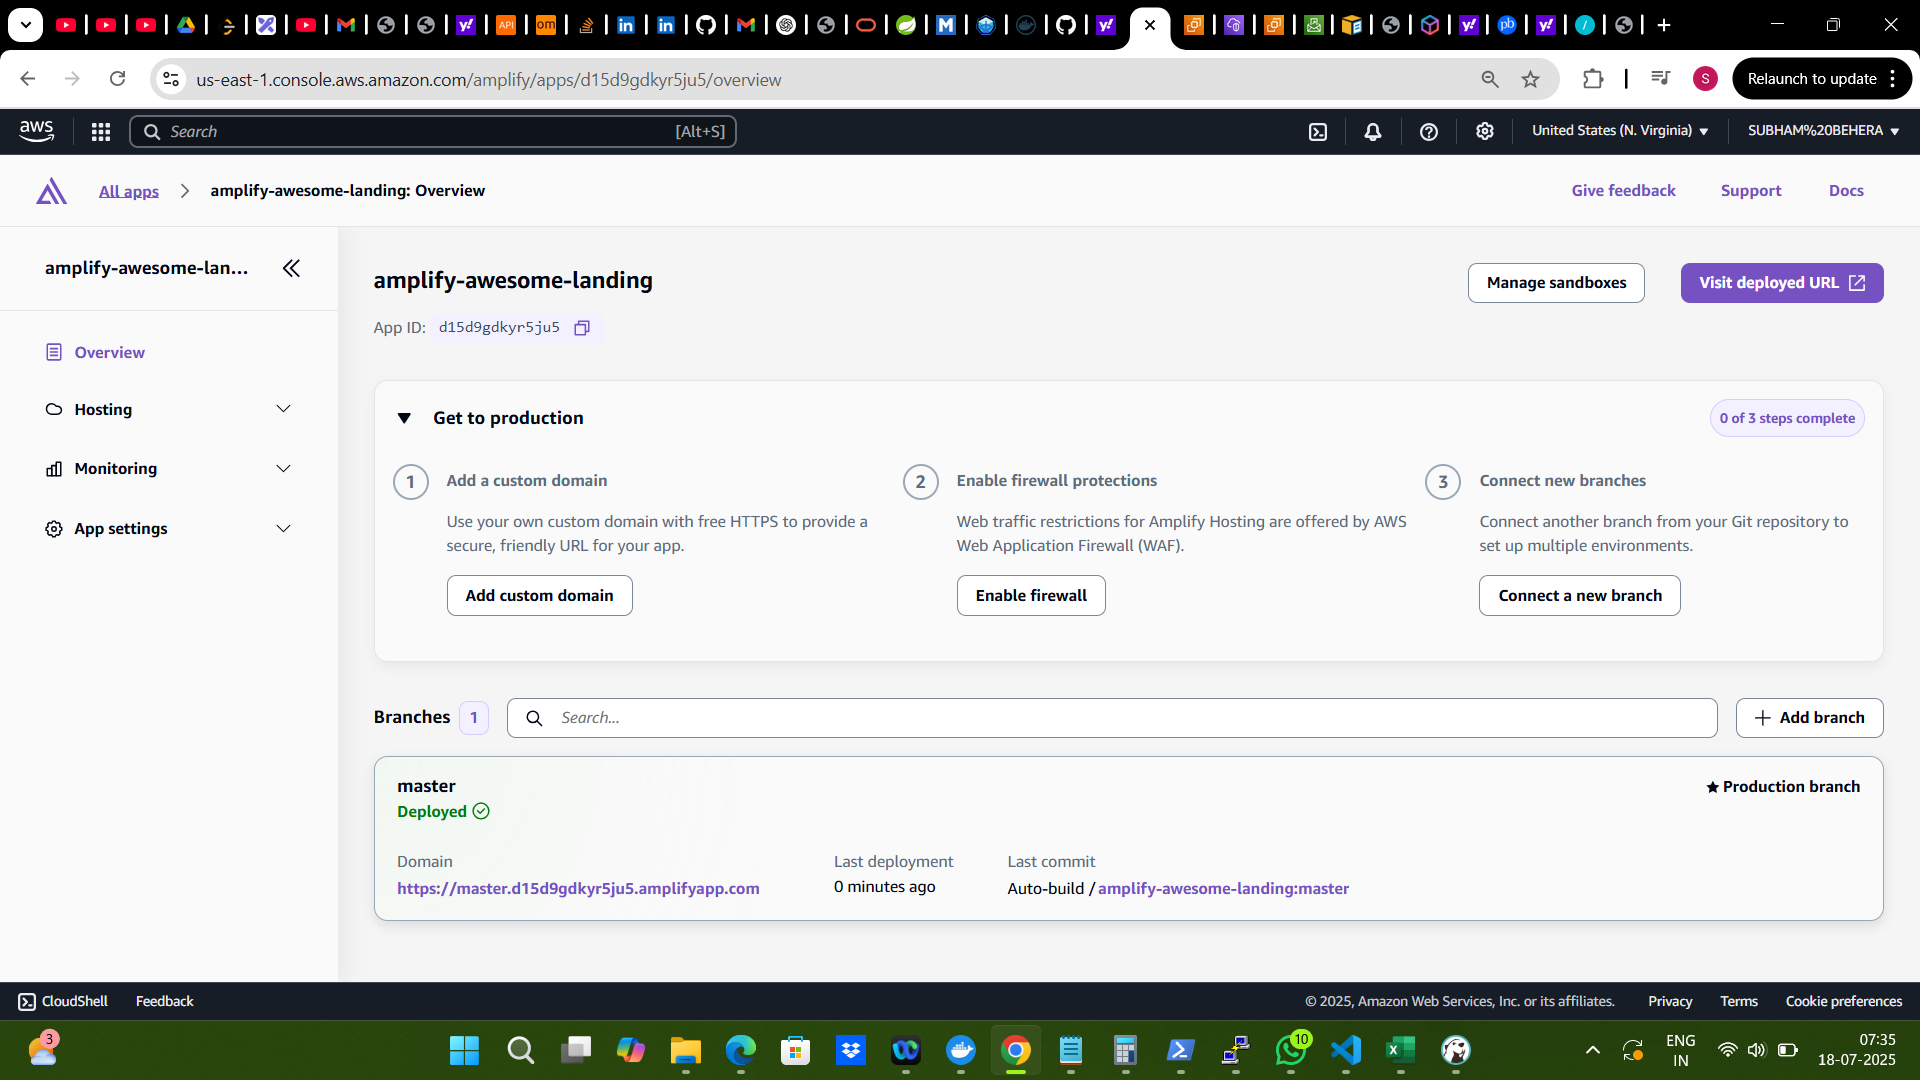 us-east-1.console.aws.amazon.com/amplify/apps/d15d9gdkyr5ju5/overview
S
Relaunch to update
aws
Search
[Alt+S]
United States (N. Virginia)
SUBHAM%20BEHERA
All apps
amplify-awesome-landing: Overview
Give feedback
Support
Docs
amplify-awesome-lan...
Overview
Hosting
Monitoring
App settings
amplify-awesome-landing
Manage sandboxes
Visit deployed URL
App ID: d15d9gdkyr5ju5
Get to production
0 of 3 steps complete
1
Add a custom domain
Use your own custom domain with free HTTPS to provide a
secure, friendly URL for your app.
Add custom domain
2
Enable firewall protections
Web traffic restrictions for Amplify Hosting are offered by AWS
Web Application Firewall (WAF).
Enable firewall
3
Connect new branches
Connect another branch from your Git repository to
set up multiple environments.
Connect a new branch
Branches 1
Search...
Add branch
master
Production branch
Deployed
Domain
https://master.d15d9gdkyr5ju5.amplifyapp.com
Last deployment
0 minutes ago
Last commit
Auto-build / amplify-awesome-landing:master
CloudShell
Feedback
© 2025, Amazon Web Services, Inc. or its affiliates.
Privacy
Terms
Cookie preferences
3
10
ENG
IN
07:35
18-07-2025